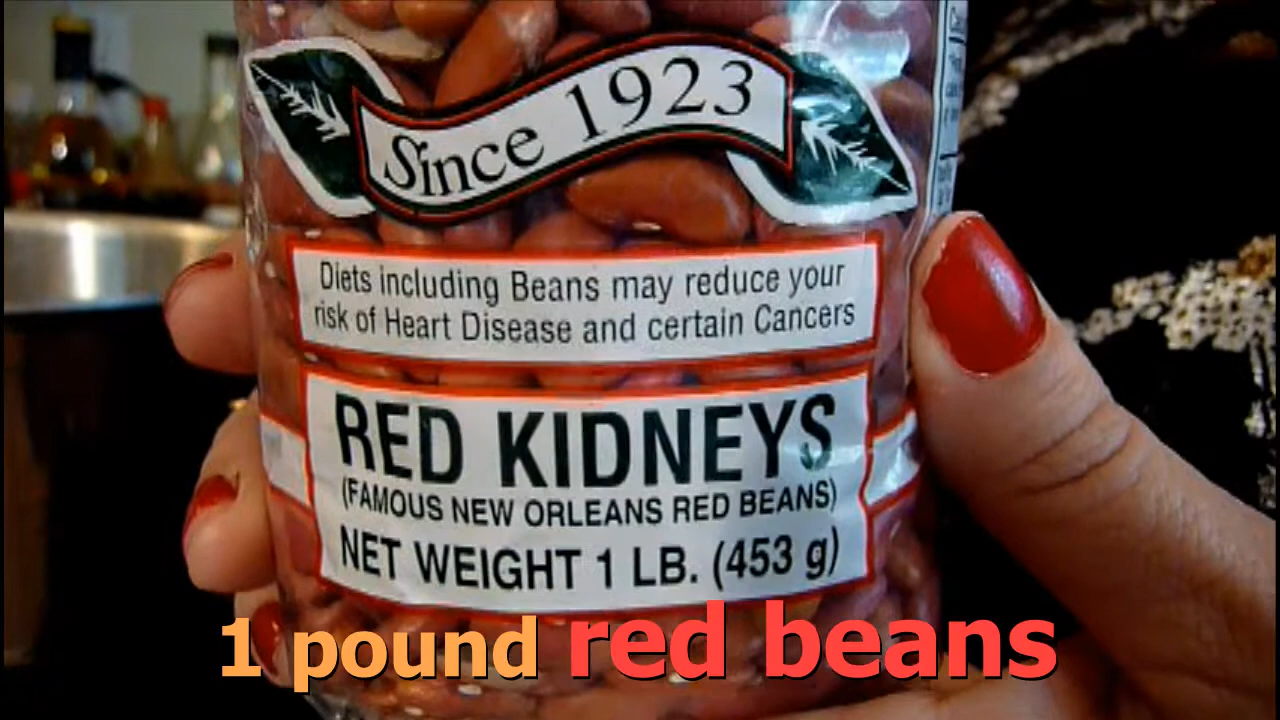 Since 1923
Diets including Beans may reduce your
risk of Heart Disease and certain Cancers
RED KIDNEYS
(FAMOUS NEW ORLEANS RED BEANS)
NET WEIGHT 1 LB. (453 g)
1 pound red beans